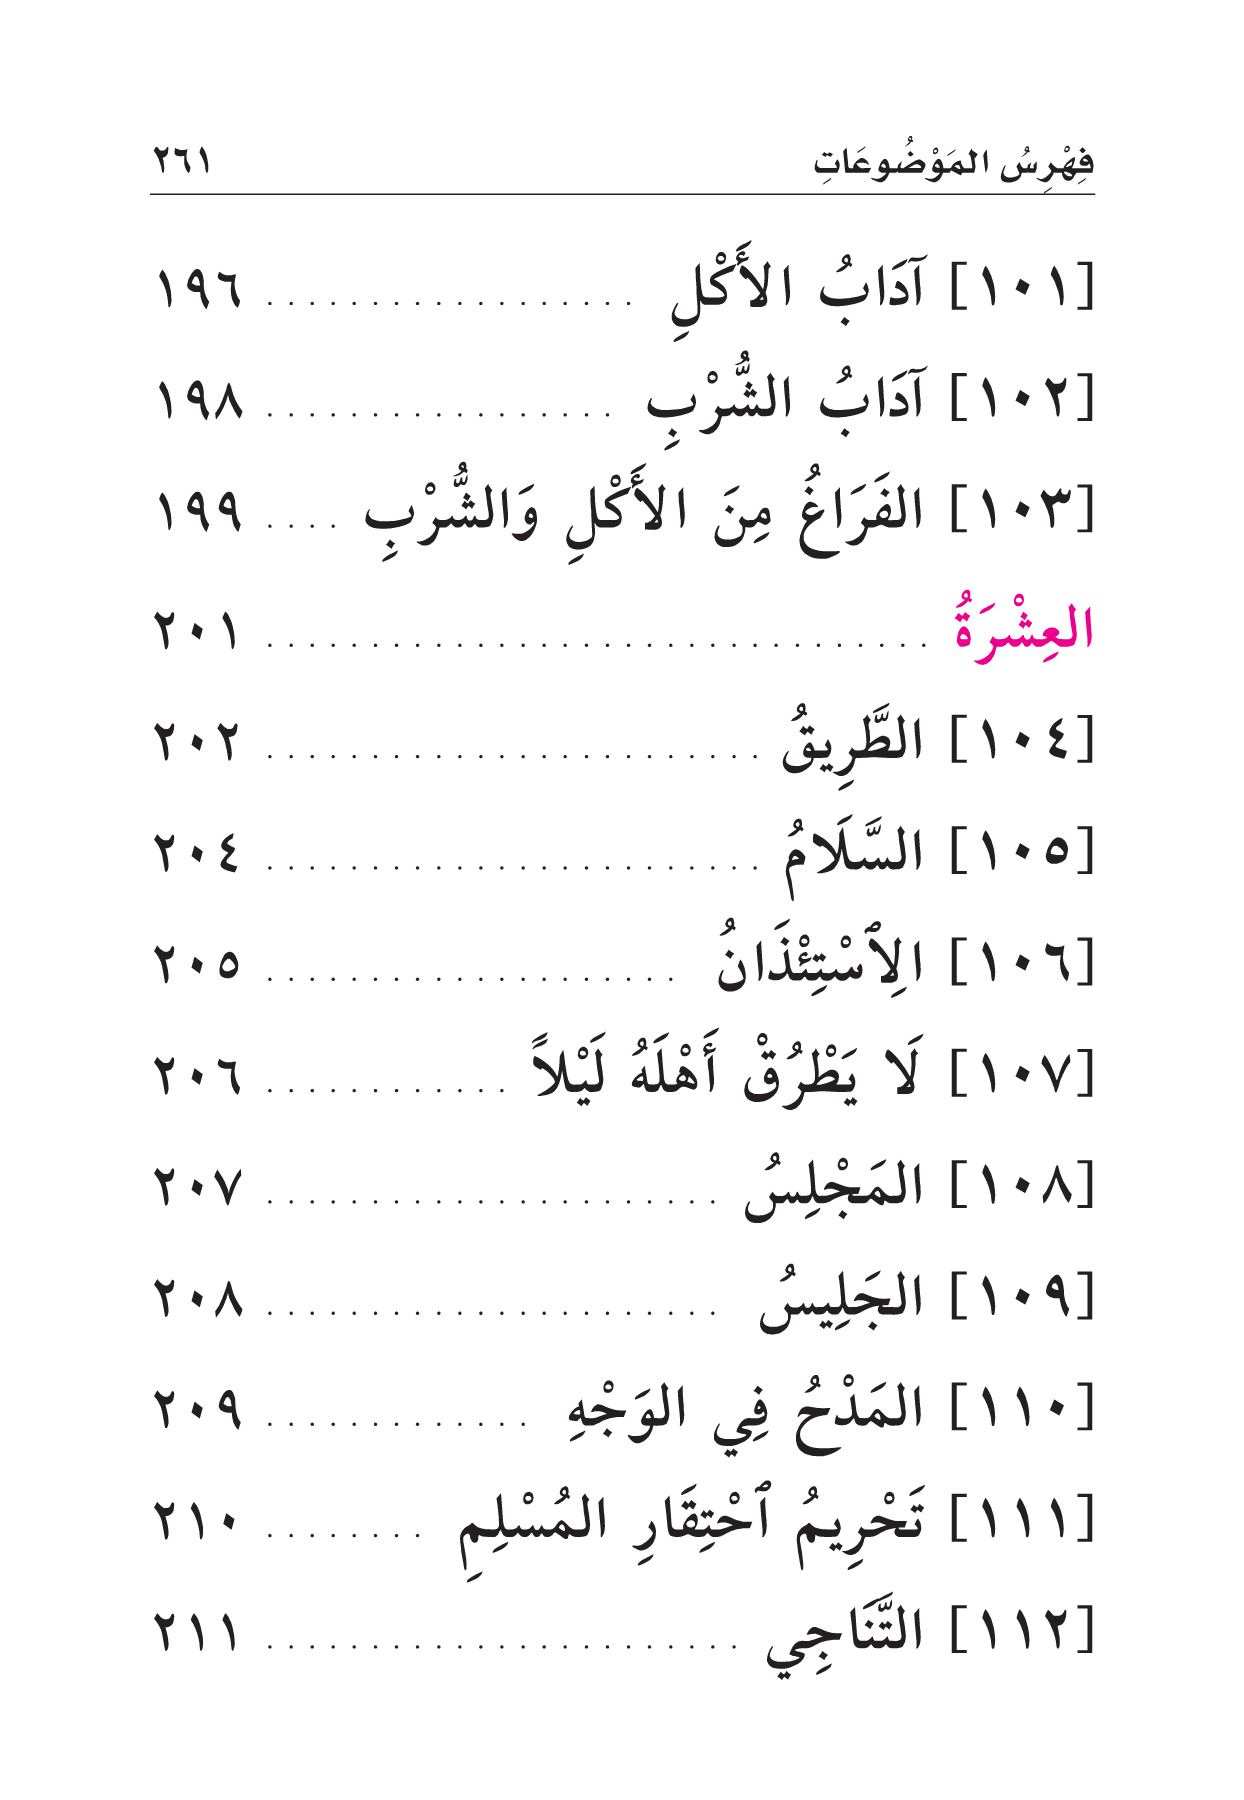 فِهْرِسُ المَوْضُوعَاتِ ٢٦١
[١٠١] آدَابُ الأَكْلِ . . . . . . . . . . . . . . . . . . ١٩٦
[١٠٢] آدَابُ الشُّرْبِ . . . . . . . . . . . . . . . . . ١٩٨
[١٠٣] الفَرَاغُ مِنَ الأَكْلِ وَالشُّرْبِ . . . . ١٩٩
العِشْرَةُ . . . . . . . . . . . . . . . . . . . . . . . . . . . . . . . . ٢٠١
[١٠٤] الطَّرِيقُ . . . . . . . . . . . . . . . . . . . . . . . . ٢٠٢
[١٠٥] السَّلَامُ . . . . . . . . . . . . . . . . . . . . . . . . ٢٠٤
[١٠٦] الِٱسْتِئْذَانُ . . . . . . . . . . . . . . . . . . . . ٢٠٥
[١٠٧] لَا يَطْرُقْ أَهْلَهُ لَيْلاً . . . . . . . . . . . . ٢٠٦
[١٠٨] المَجْلِسُ . . . . . . . . . . . . . . . . . . . . . . ٢٠٧
[١٠٩] الجَلِيسُ . . . . . . . . . . . . . . . . . . . . . . ٢٠٨
[١١٠] المَدْحُ فِي الوَجْهِ . . . . . . . . . . . . . ٢٠٩
[١١١] تَحْرِيمُ ٱحْتِقَارِ المُسْلِمِ . . . . . . . . ٢١٠
[١١٢] التَّنَاجِي . . . . . . . . . . . . . . . . . . . . . . . ٢١١